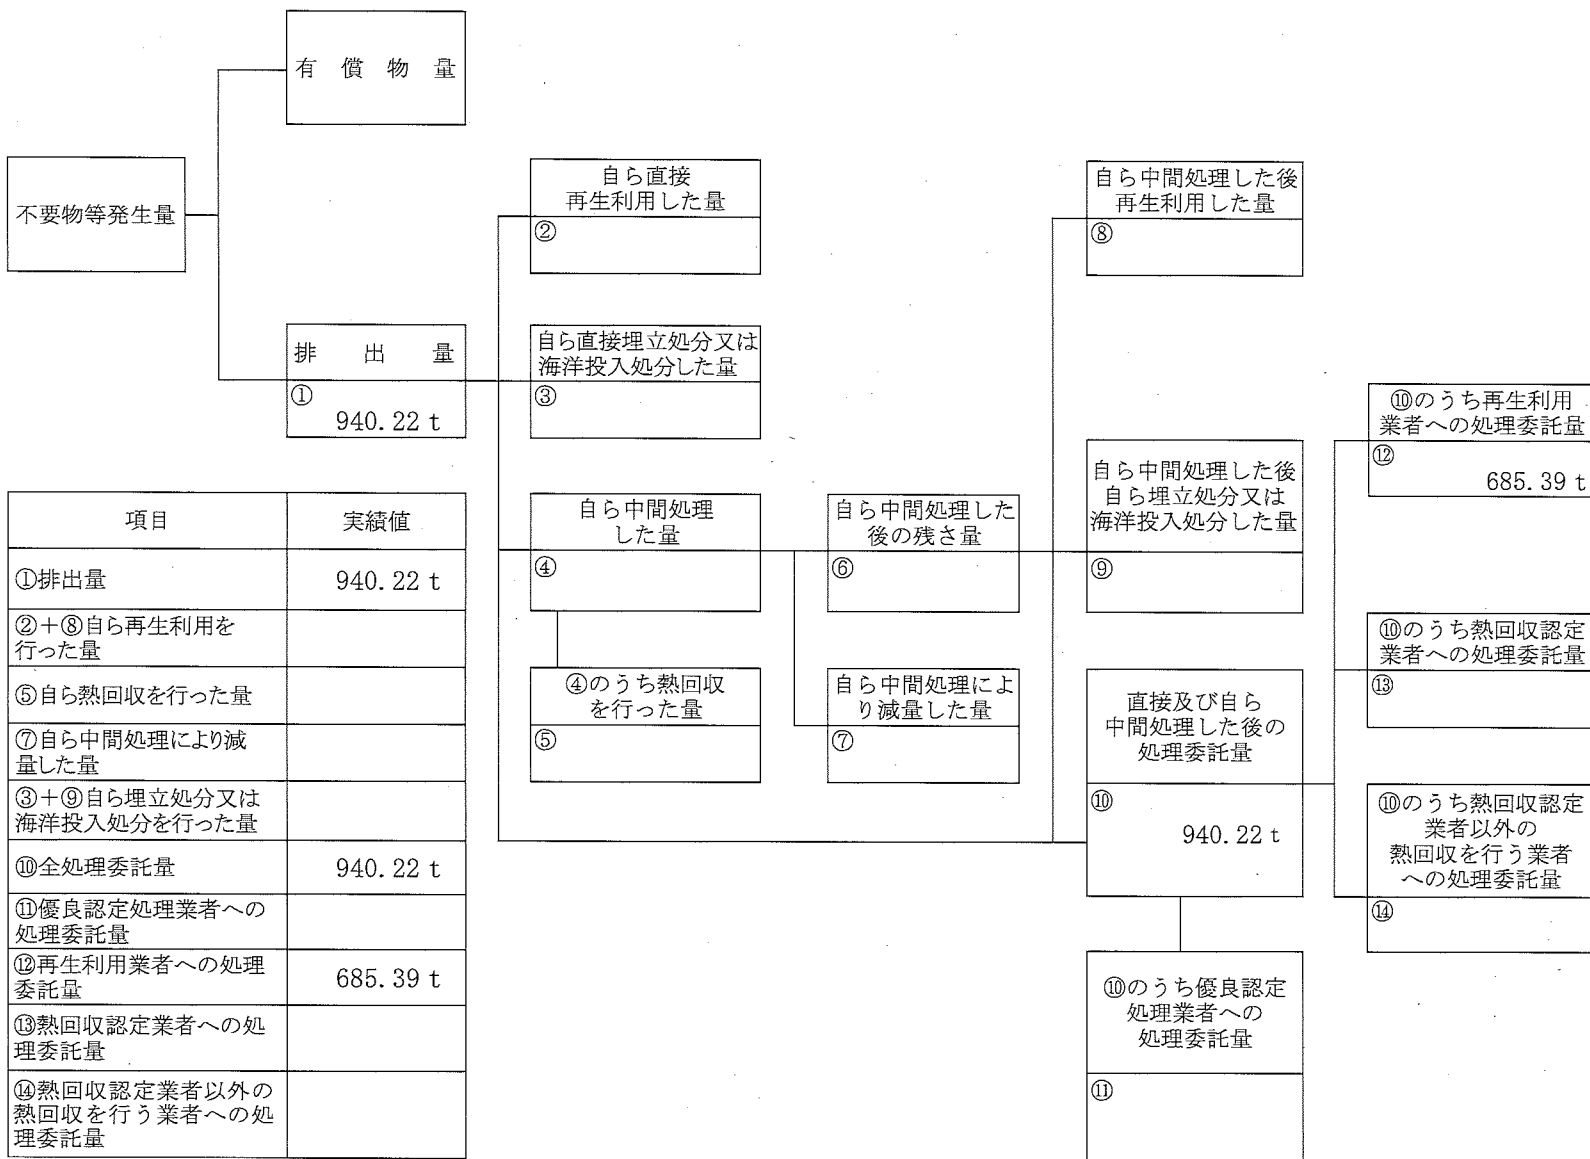 有償物量
不要物等発生量
排出量
①
940.22 t
自ら直接
再生利用した量
②
自ら直接埋立処分又は
海洋投入処分した量
③
自ら中間処理
した量
④
④のうち熱回収
を行った量
⑤
自ら中間処理した
後の残さ量
⑥
自ら中間処理によ
り減量した量
⑦
自ら中間処理した後
再生利用した量
⑧
自ら中間処理した後
自ら埋立処分又は
海洋投入処分した量
⑨
直接及び自ら
中間処理した後の
処理委託量
⑩
940.22 t
⑩のうち優良認定
処理業者への
処理委託量
⑪
⑩のうち再生利用
業者への処理委託量
⑫
685.39 t
⑩のうち熱回収認定
業者への処理委託量
⑬
⑩のうち熱回収認定
業者以外の
熱回収を行う業者
への処理委託量
⑭
項目 実績値
①排出量 940.22 t
②+⑧自ら再生利用を
行った量
⑤自ら熱回収を行った量
⑦自ら中間処理により減
量した量
③+⑨自ら埋立処分又は
海洋投入処分を行った量
⑩全処理委託量 940.22 t
⑪優良認定処理業者への
処理委託量
⑫再生利用業者への処理
委託量 685.39 t
⑬熱回収認定業者への処
理委託量
⑭熱回収認定業者以外の
熱回収を行う業者への処
理委託量